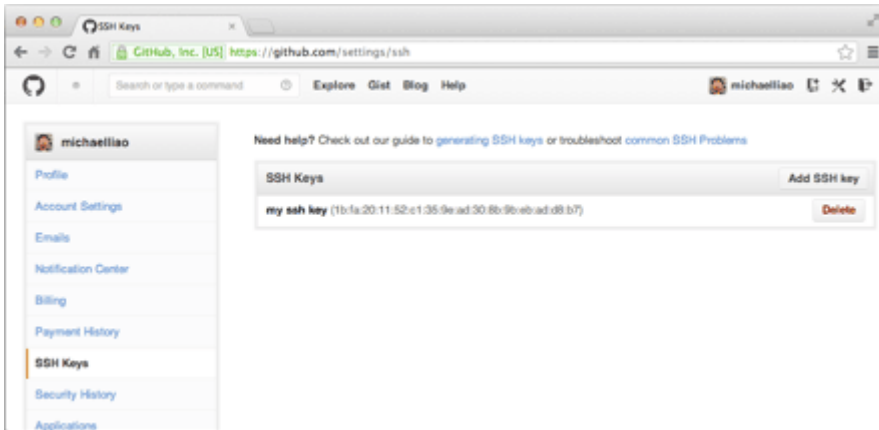 SSH Keys
GitHub, Inc. [US] https://github.com/settings/ssh
Search or type a command Explore Gist Blog Help michaelliao
michaelliao
Need help? Check out our guide to generating SSH keys or troubleshoot common SSH Problems
Profile
SSH Keys Add SSH key
Account Settings
my ssh key (1b:fa:20:11:52:c1:35:9e:ad:30:8b:9b:eb:ad:d8:b7) Delete
Emails
Notification Center
Billing
Payment History
SSH Keys
Security History
Applications